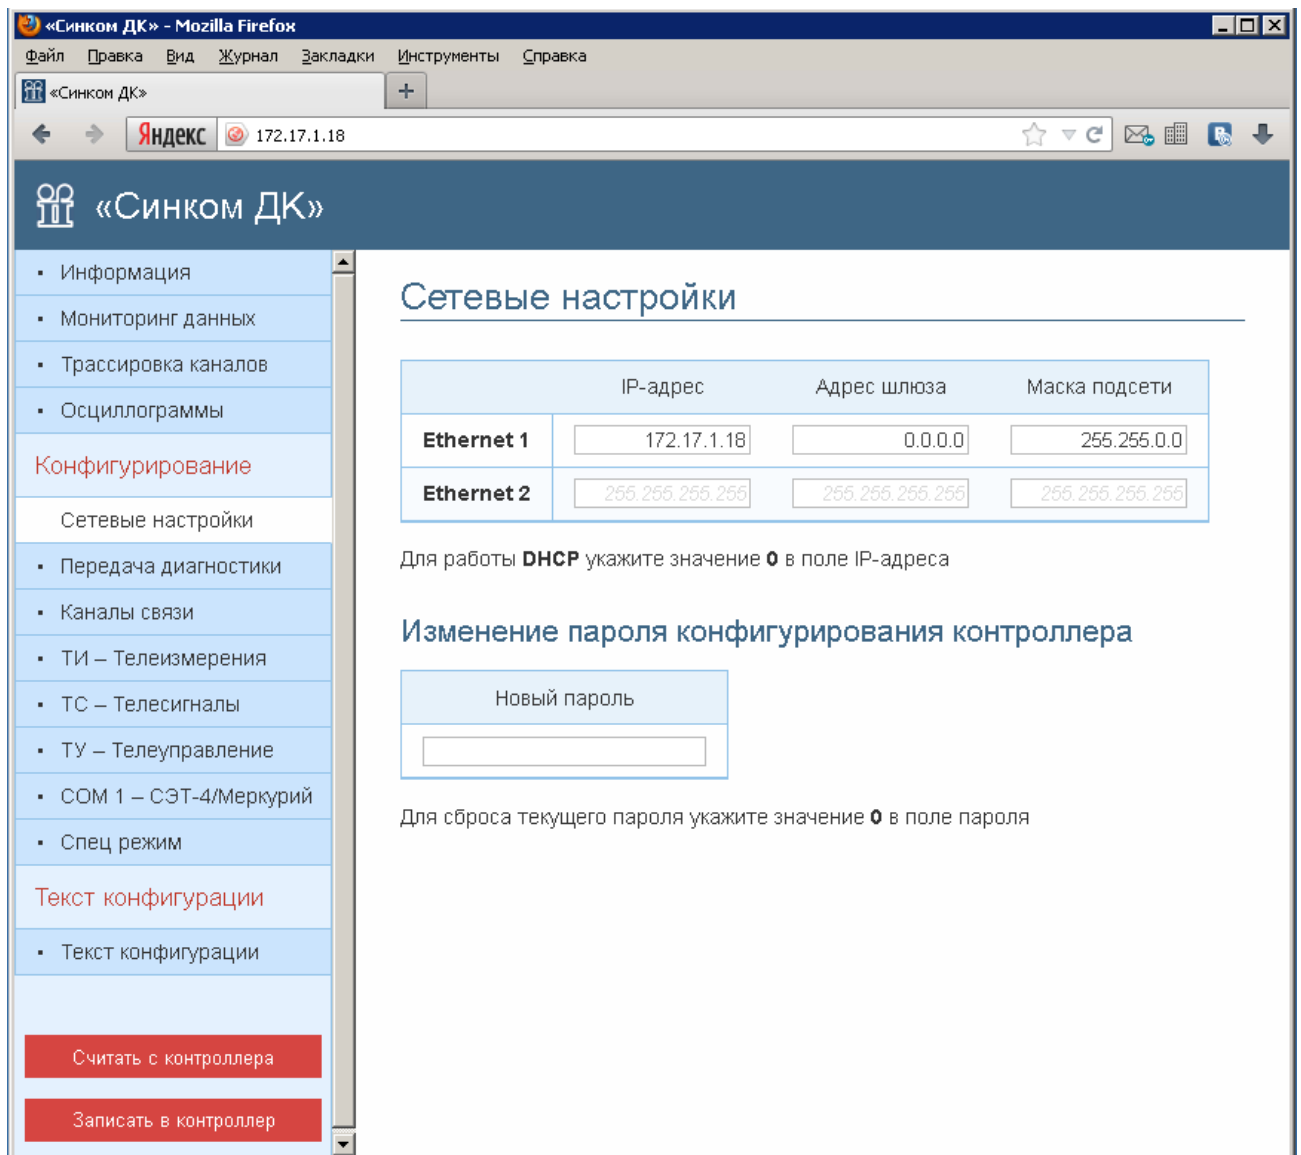 «Синком ДК» - Mozilla Firefox
Файл Правка Вид Журнал Закладки Инструменты Справка
«Синком ДК»
Яндекс 172.17.1.18
«Синком ДК»
Информация
Мониторинг данных
Трассировка каналов
Осциллограммы
Конфигурирование
Сетевые настройки
Передача диагностики
Каналы связи
ТИ – Телеизмерения
ТС – Телесигналы
ТУ – Телеуправление
COM 1 – СЭТ-4/Меркурий
Спец режим
Текст конфигурации
Текст конфигурации
Считать с контроллера
Записать в контроллер
Сетевые настройки
IP-адрес Адрес шлюза Маска подсети
Ethernet 1 172.17.1.18 0.0.0.0 255.255.0.0
Ethernet 2 255.255.255.255 255.255.255.255 255.255.255.255
Для работы DHCP укажите значение 0 в поле IP-адреса
Изменение пароля конфигурирования контроллера
Новый пароль
Для сброса текущего пароля укажите значение 0 в поле пароля